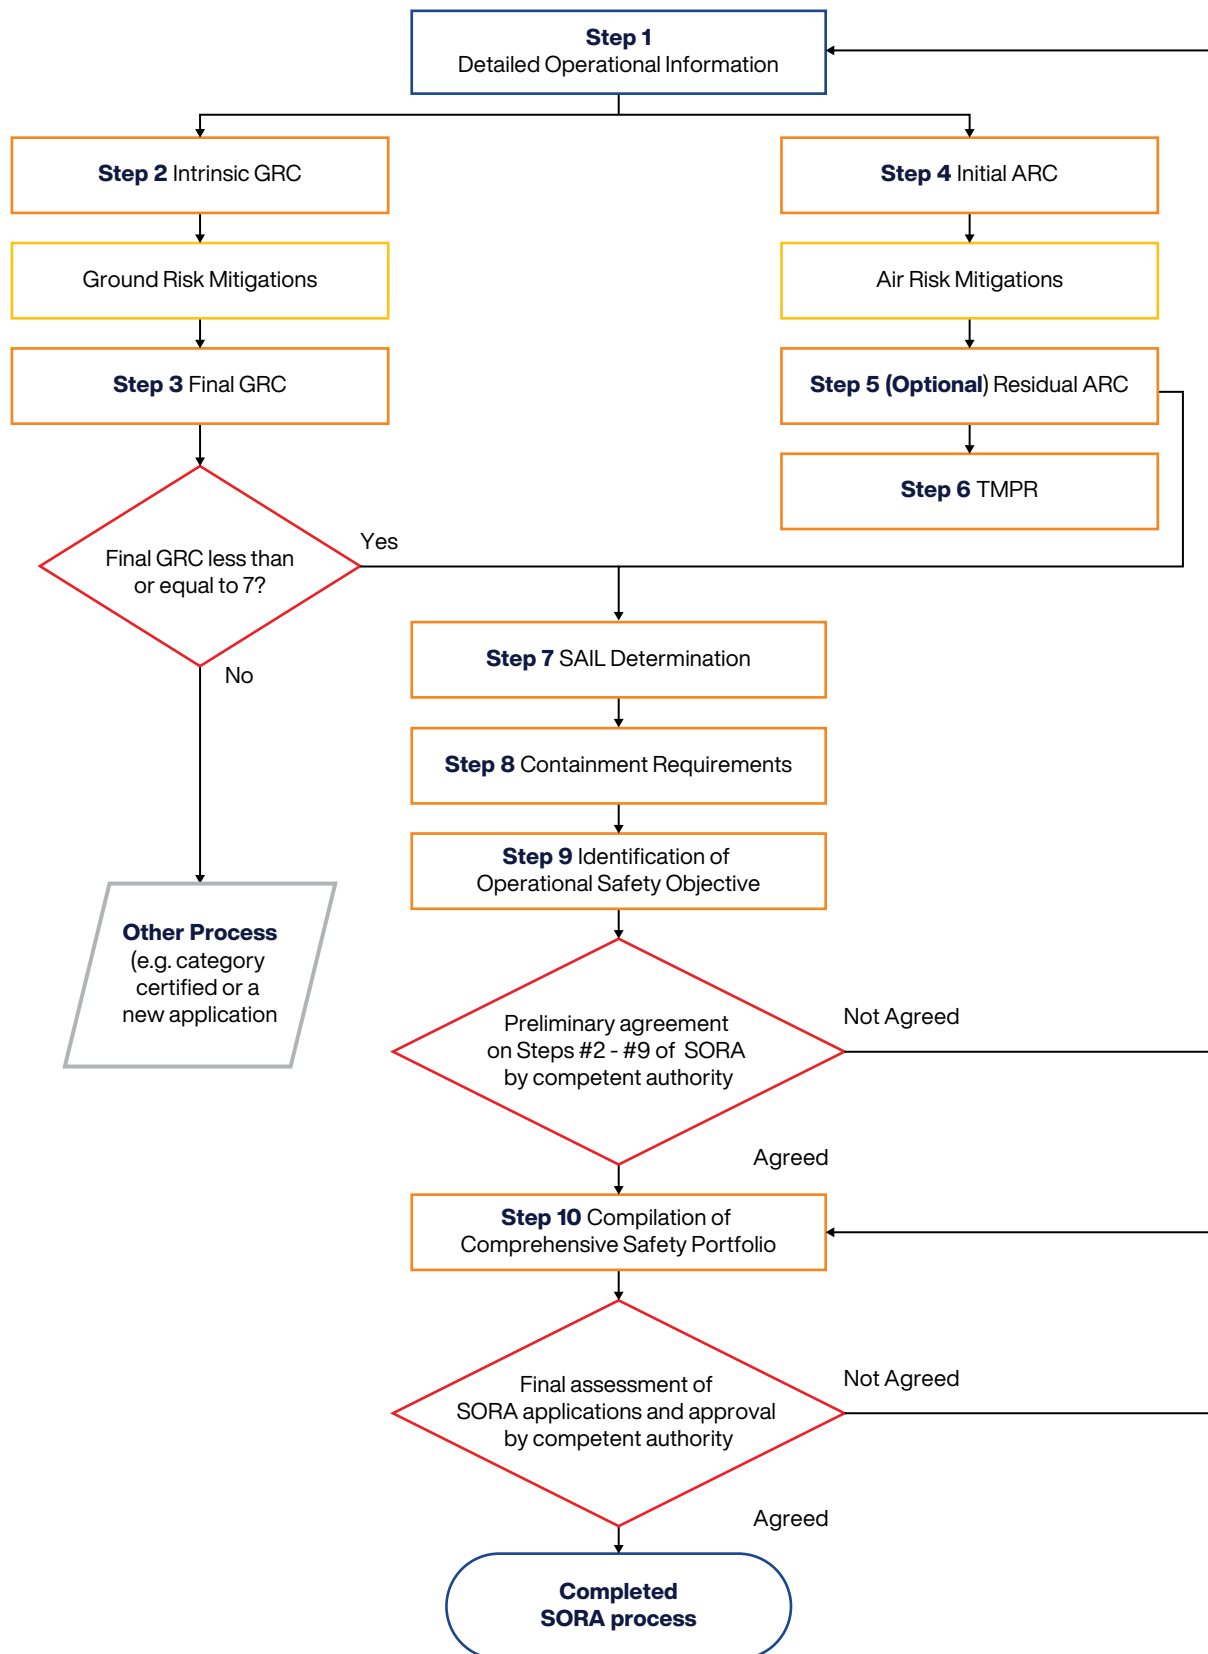 Step 1
Detailed Operational Information
Step 2 Intrinsic GRC
Step 4 Initial ARC
Ground Risk Mitigations
Air Risk Mitigations
Step 3 Final GRC
Step 5 (Optional) Residual ARC
Step 6 TMPR
Final GRC less than
or equal to 7?
Yes
No
Step 7 SAIL Determination
Step 8 Containment Requirements
Step 9 Identification of
Operational Safety Objective
Other Process
(e.g. category
certified or a
new application
Preliminary agreement
on Steps #2 - #9 of SORA
by competent authority
Not Agreed
Agreed
Step 10 Compilation of
Comprehensive Safety Portfolio
Final assessment of
SORA applications and approval
by competent authority
Not Agreed
Agreed
Completed
SORA process